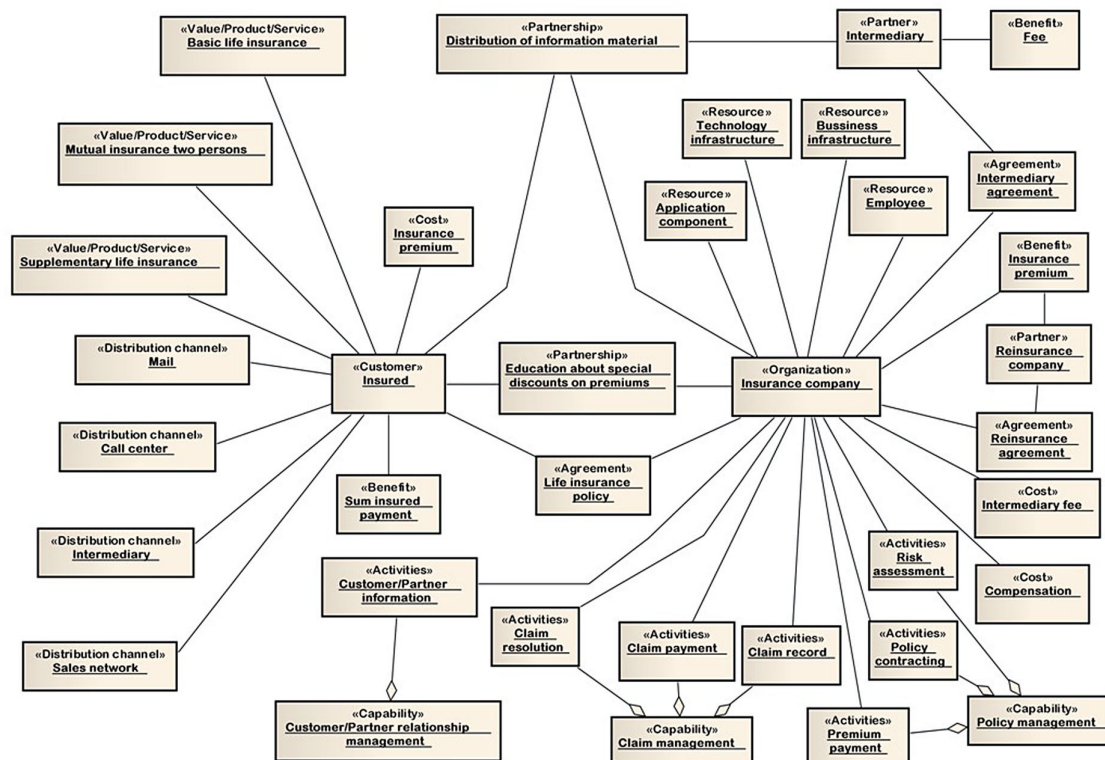 «Value/Product/Service»
Basic life insurance
«Partnership»
Distribution of information material
«Partner»
Intermediary
«Benefit»
Fee
«Value/Product/Service»
Mutual insurance two persons
«Resource»
Technology
infrastructure
«Resource»
Bussiness
infrastructure
«Agreement»
Intermediary
agreement
«Resource»
Application
component
«Resource»
Employee
«Cost»
Insurance
premium
«Value/Product/Service»
Supplementary life insurance
«Benefit»
Insurance
premium
«Distribution channel»
Mail
«Customer»
Insured
«Partnership»
Education about special
discounts on premiums
«Organization»
Insurance company
«Partner»
Reinsurance
company
«Distribution channel»
Call center
«Agreement»
Reinsurance
agreement
«Benefit»
Sum insured
payment
«Agreement»
Life insurance
policy
«Cost»
Intermediary fee
«Distribution channel»
Intermediary
«Activities»
Customer/Partner
information
«Activities»
Risk
assessment
«Cost»
Compensation
«Activities»
Claim
resolution
«Activities»
Claim payment
«Activities»
Claim record
«Activities»
Policy
contracting
«Distribution channel»
Sales network
«Capability»
Customer/Partner relationship
management
«Capability»
Claim management
«Activities»
Premium
payment
«Capability»
Policy management